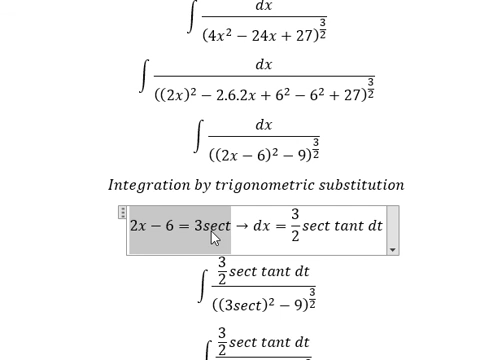 ∫ dx / (4x² − 24x + 27)^(3/2)
∫ dx / ((2x)² − 2.6.2x + 6² − 6² + 27)^(3/2)
∫ dx / ((2x − 6)² − 9)^(3/2)
Integration by trigonometric substitution
2x − 6 = 3sect → dx = 3/2 sect tant dt
∫ 3/2 sect tant dt / ((3sect)² − 9)^(3/2)
∫ 3/2 sect tant dt